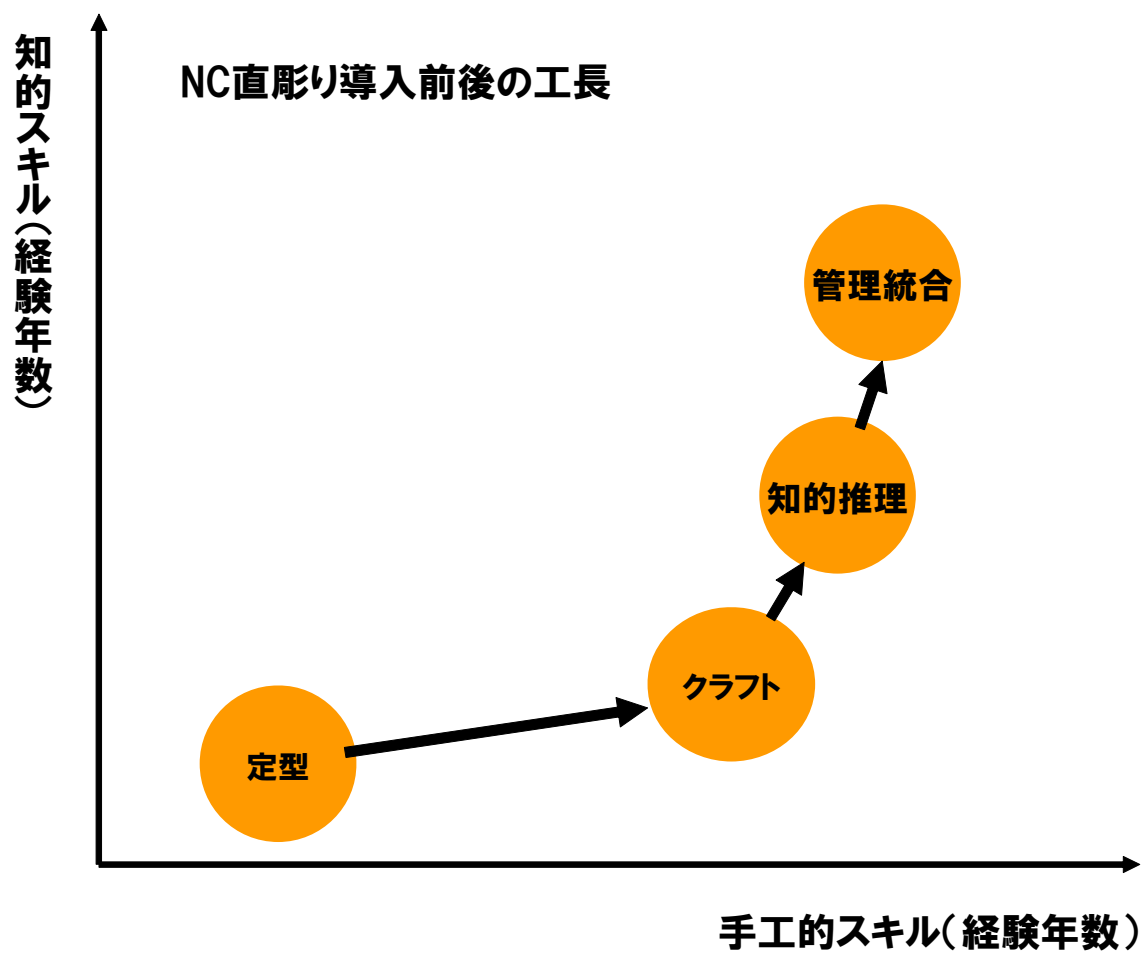 NC直彫り導入前後の工長
知的スキル(経験年数)
管理統合
知的推理
クラフト
定型
手工的スキル(経験年数)